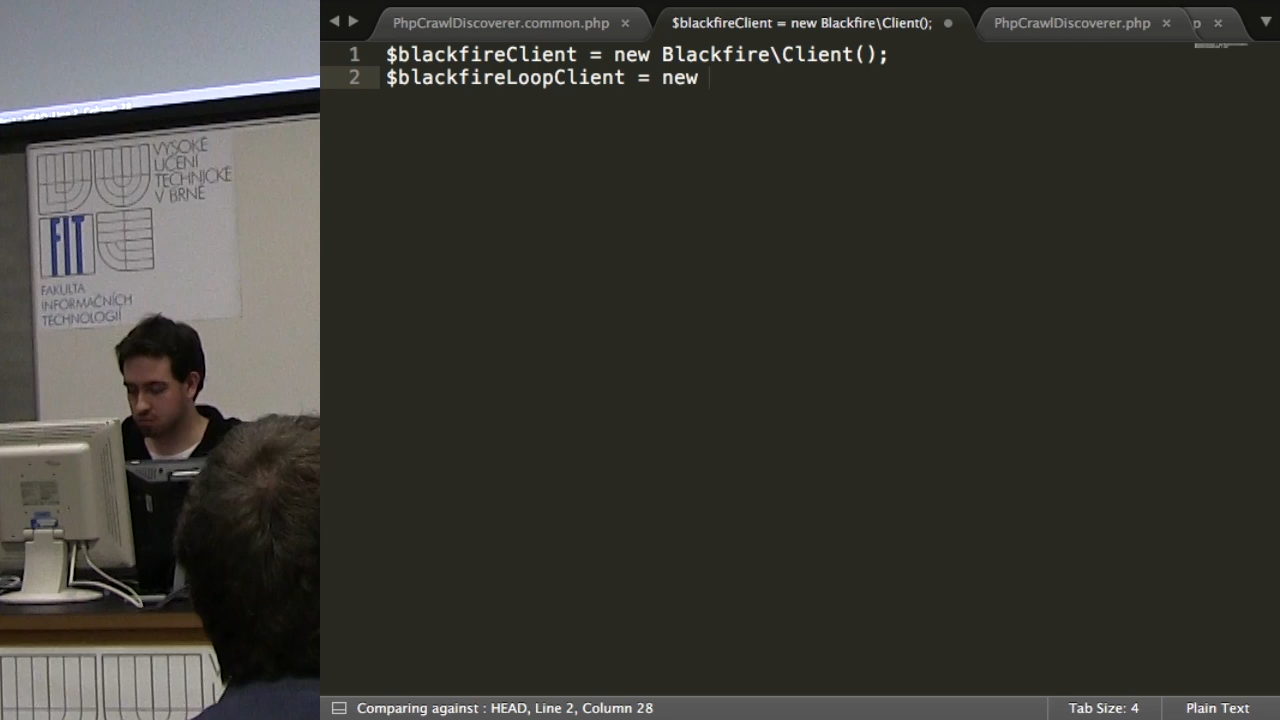 VYSOKÉ
UČENÍ
TECHNICKÉ
V BRNĚ
FIT
FAKULTA
INFORMAČNÍCH
TECHNOLOGIÍ
PhpCrawlDiscoverer.common.php
$blackfireClient = new Blackfire\Client();
PhpCrawlDiscoverer.php
p
1 $blackfireClient = new Blackfire\Client();
2 $blackfireLoopClient = new
Comparing against : HEAD, Line 2, Column 28
Tab Size: 4
Plain Text